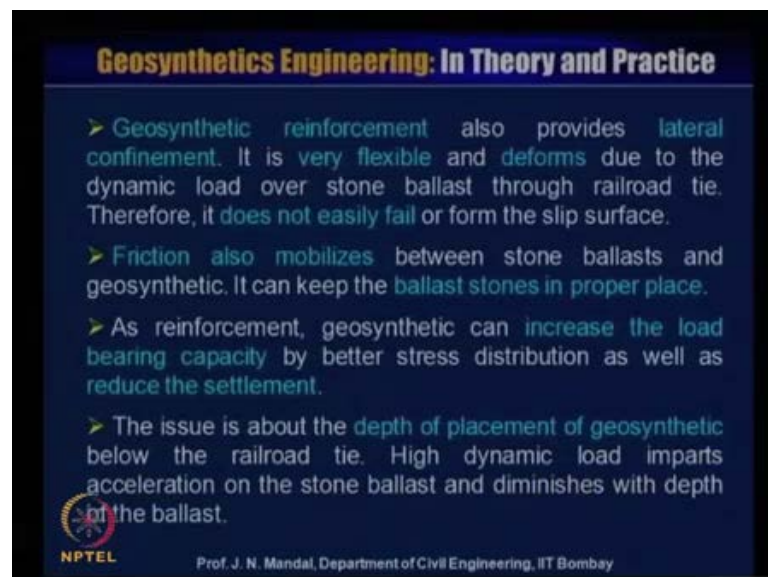 Geosynthetics Engineering: In Theory and Practice
➢ Geosynthetic reinforcement also provides lateral
confinement. It is very flexible and deforms due to the
dynamic load over stone ballast through railroad tie.
Therefore, it does not easily fail or form the slip surface.
➢ Friction also mobilizes between stone ballasts and
geosynthetic. It can keep the ballast stones in proper place.
➢ As reinforcement, geosynthetic can increase the load
bearing capacity by better stress distribution as well as
reduce the settlement.
➢ The issue is about the depth of placement of geosynthetic
below the railroad tie. High dynamic load imparts
acceleration on the stone ballast and diminishes with depth
of the ballast.
NPTEL
Prof. J. N. Mandal, Department of Civil Engineering, IIT Bombay